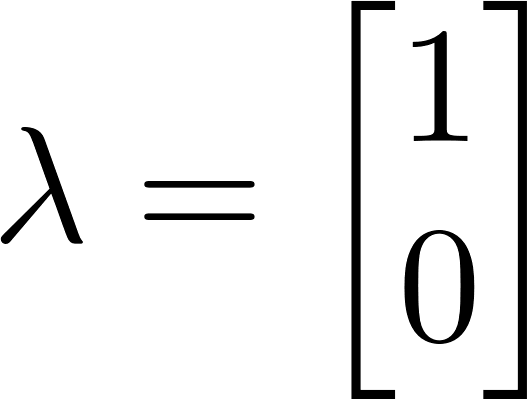 λ = [1
0]